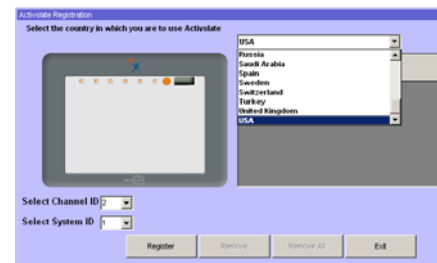 Activslate Registration
Select the country in which you are to use Activslate
USA
Russia
Saudi Arabia
Spain
Sweden
Switzerland
Turkey
United Kingdom
USA
Select Channel ID 2
Select System ID 1
Register Remove Remove All Exit